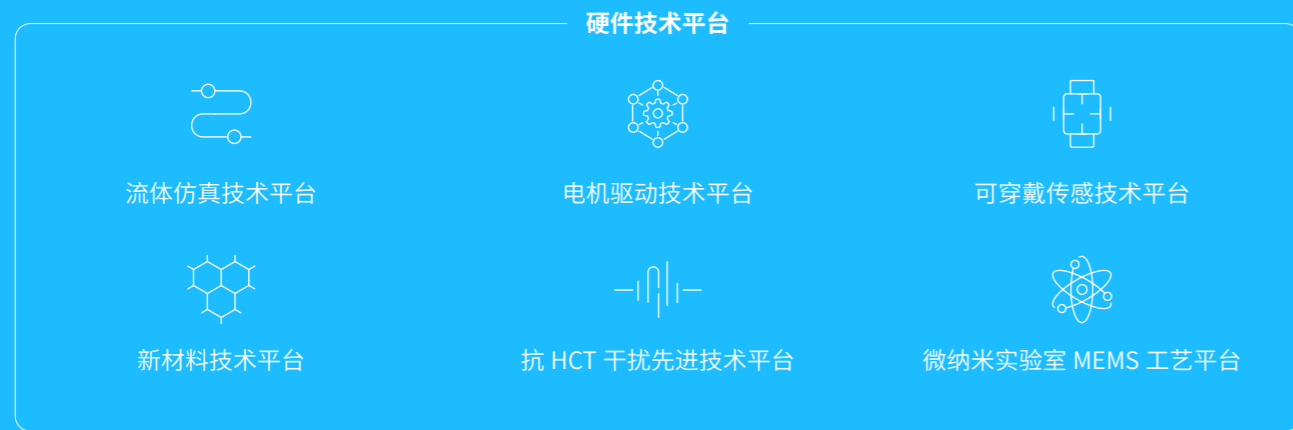 硬件技术平台
流体仿真技术平台
电机驱动技术平台
可穿戴传感技术平台
新材料技术平台
抗 HCT 干扰先进技术平台
微纳米实验室 MEMS 工艺平台